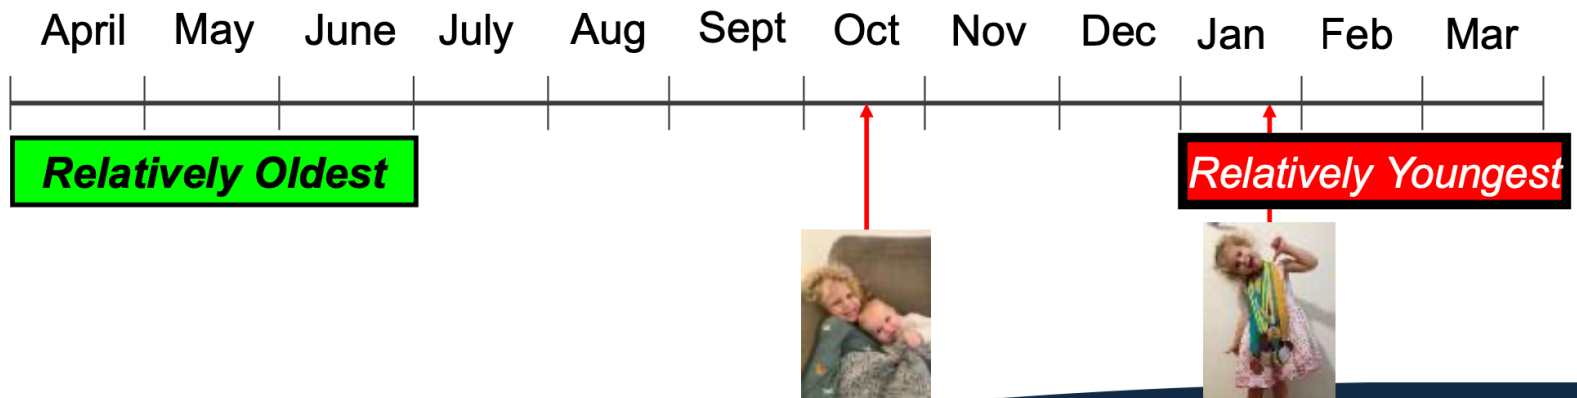 April May June July Aug Sept Oct Nov Dec Jan Feb Mar
Relatively Oldest
Relatively Youngest